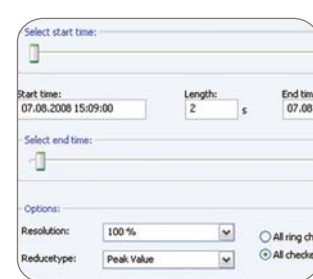 Select start time:
Start time: Length: End tim
07.08.2008 15:09:00 2 s 07.08
Select end time:
Options:
Resolution: 100 % All ring ch
Reducetype: Peak Value All checke